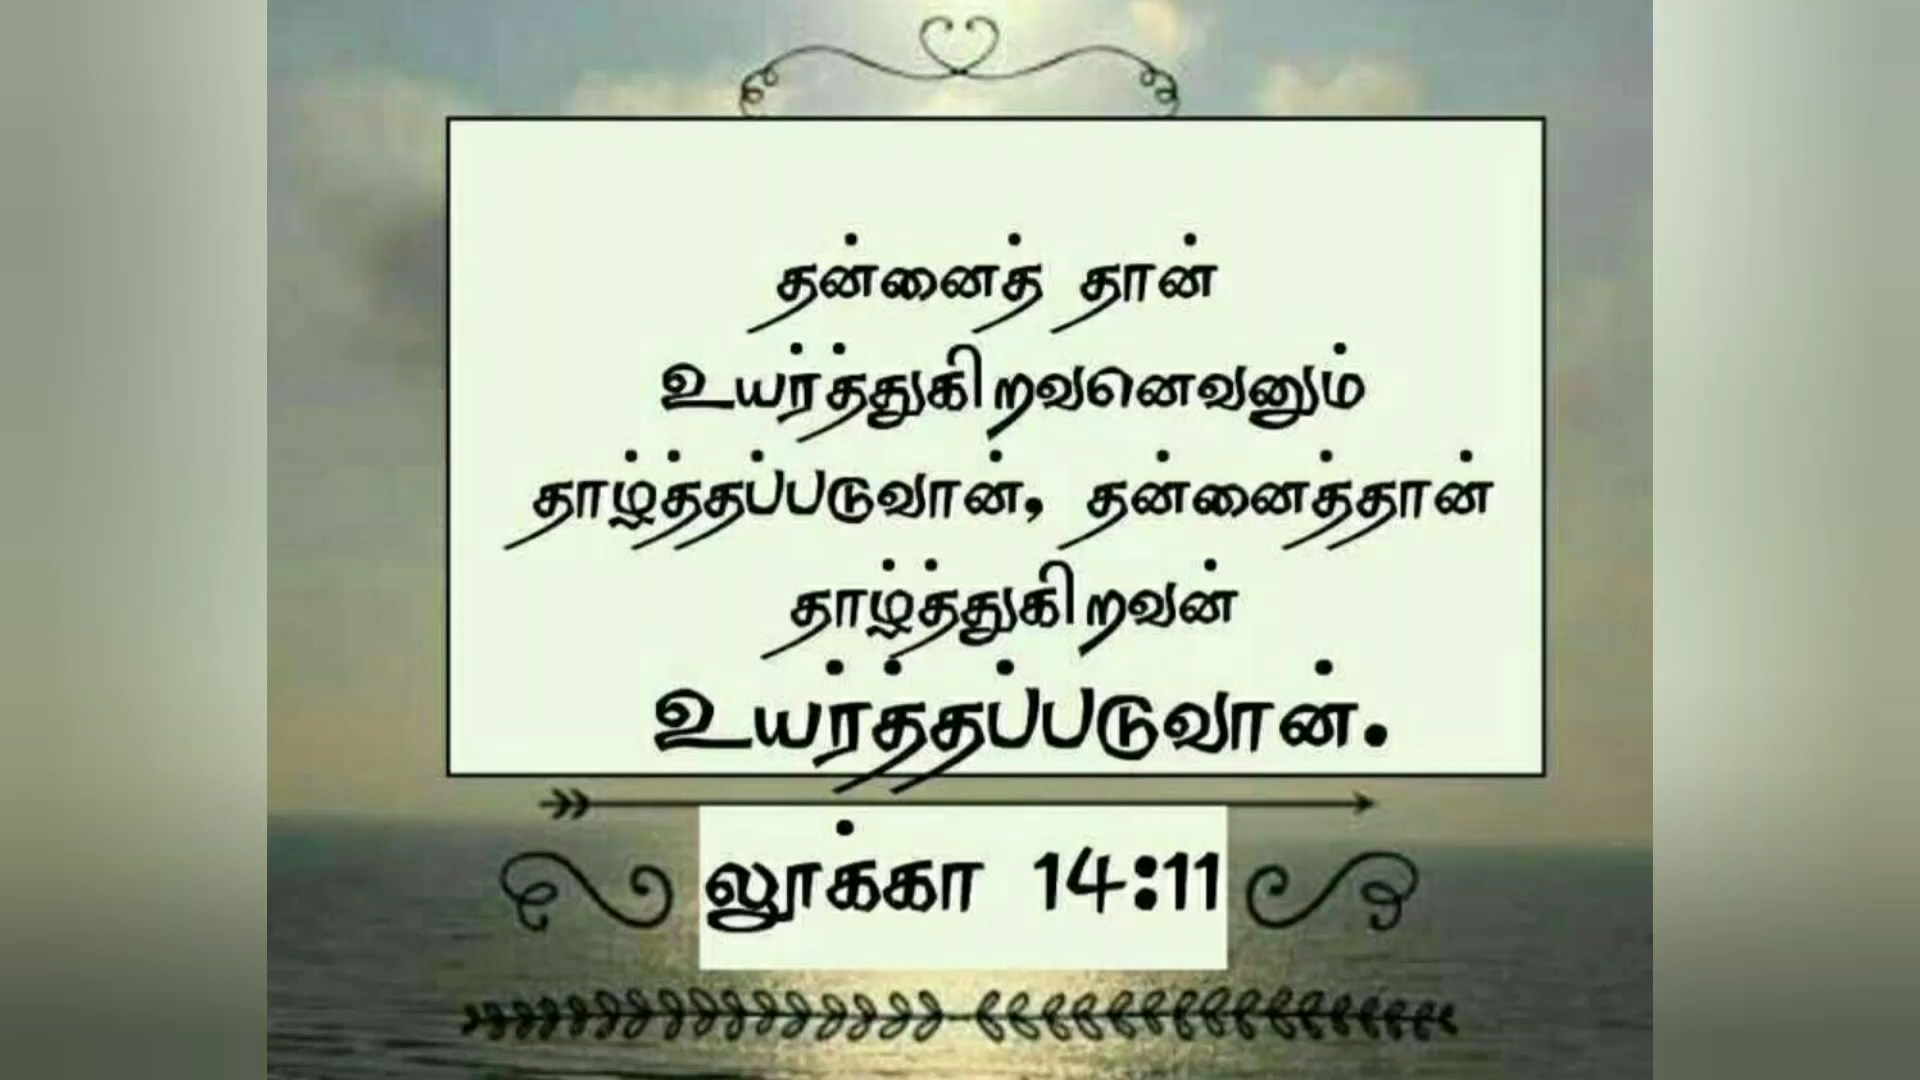 தன்னைத் தான்
உயர்த்துகிறவனெவனும்
தாழ்த்தப்படுவான், தன்னைத்தான்
தாழ்த்துகிறவன்
உயர்த்தப்படுவான்.
லூக்கா 14:11